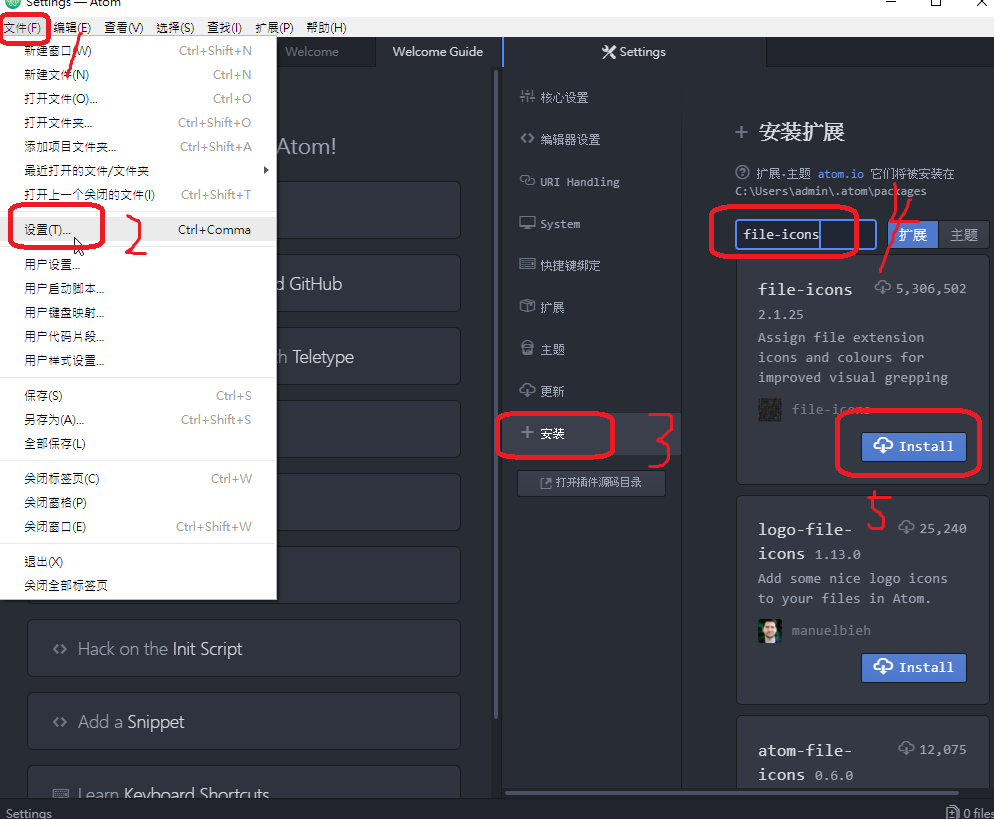 Settings — Atom
文件(F) 编辑(E) 查看(V) 选择(S) 查找(I) 扩展(P) 帮助(H)
新建窗口(W) Ctrl+Shift+N
新建文件(N) Ctrl+N
打开文件(O)... Ctrl+O
打开文件夹... Ctrl+Shift+O
添加项目文件夹... Ctrl+Shift+A
最近打开的文件/文件夹
打开上一个关闭的文件(I) Ctrl+Shift+T
设置(T)... Ctrl+Comma
用户设置...
用户启动脚本...
用户键盘映射...
用户代码片段...
用户样式设置...
保存(S) Ctrl+S
另存为(A)... Ctrl+Shift+S
全部保存(L)
关闭标签页(C) Ctrl+W
关闭窗格(P)
关闭窗口(E) Ctrl+Shift+W
退出(X)
关闭全部标签页
1
2
Welcome
Welcome Guide
Atom!
d GitHub
h Teletype
Hack on the Init Script
Add a Snippet
Learn Keyboard Shortcuts
Settings
核心设置
编辑器设置
URI Handling
System
快捷键绑定
扩展
主题
更新
安装
3
打开插件源码目录
安装扩展
扩展·主题 atom.io 它们将被安装在
C:\Users\admin\.atom\packages
4
file-icons
扩展 主题
file-icons 5,306,502
2.1.25
Assign file extension
icons and colours for
improved visual grepping
file-icons
Install
5
logo-file-
icons 1.13.0
25,240
Add some nice logo icons
to your files in Atom.
manuelbieh
Install
atom-file-
icons 0.6.0
12,075
Settings
0 files